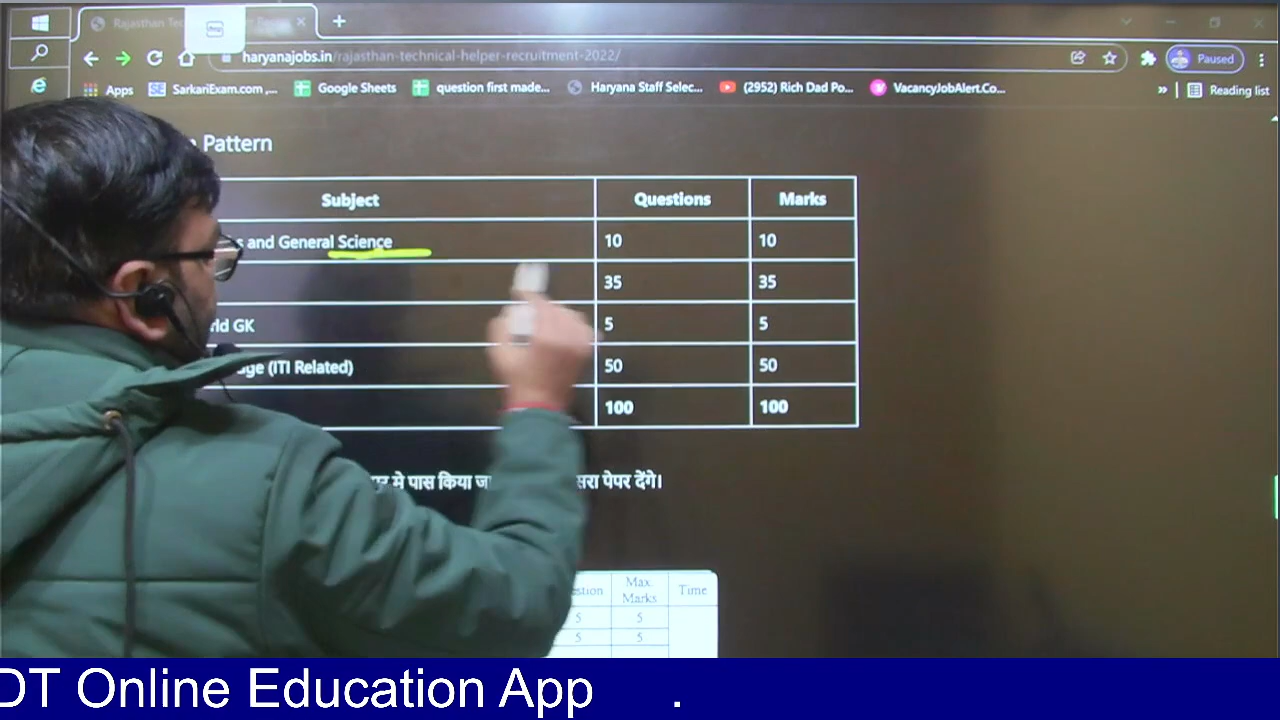 Rajasthan Tec
haryanajobs.in/rajasthan-technical-helper-recruitment-2022/
Paused
Apps SarkariExam.com ,... Google Sheets question first made... Haryana Staff Selec... (2952) Rich Dad Po... VacancyJobAlert.Co... » Reading list
Pattern
Subject Questions Marks
s and General Science 10 10
35 35
rld GK 5 5
ge (ITI Related) 50 50
100 100
मे पास किया ज सरा पेपर देंगे।
stion Max. Marks Time
5 5
5 5
DT Online Education App .